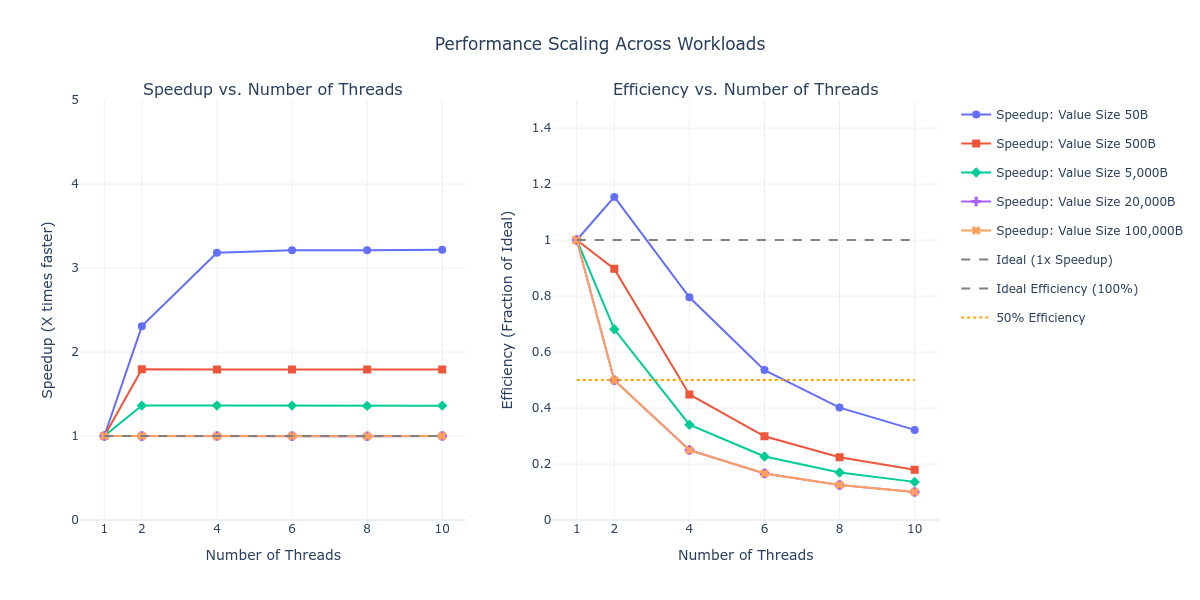 Performance Scaling Across Workloads
Speedup vs. Number of Threads
5
4
3
2
1
0
Speedup (X times faster)
1 2 4 6 8 10
Number of Threads
Efficiency vs. Number of Threads
1.4
1.2
1
0.8
0.6
0.4
0.2
0
Efficiency (Fraction of Ideal)
1 2 4 6 8 10
Number of Threads
Speedup: Value Size 50B
Speedup: Value Size 500B
Speedup: Value Size 5,000B
Speedup: Value Size 20,000B
Speedup: Value Size 100,000B
Ideal (1x Speedup)
Ideal Efficiency (100%)
50% Efficiency